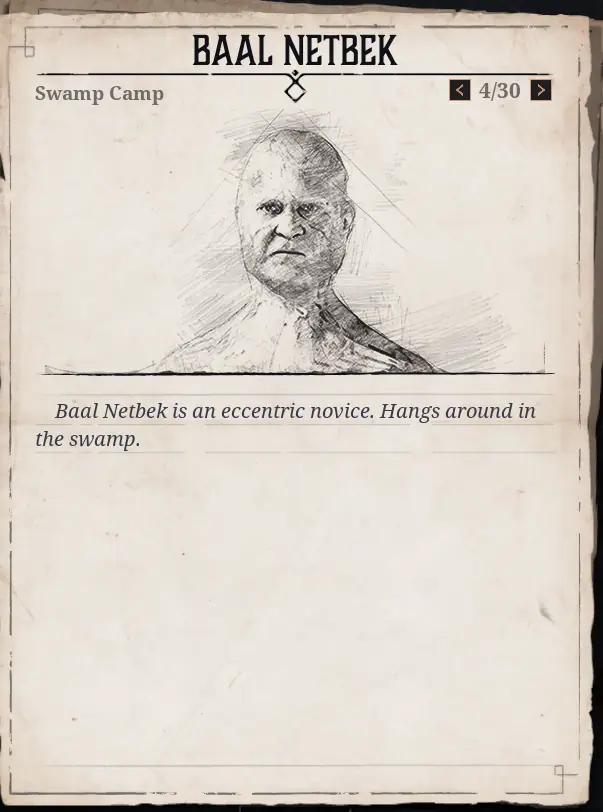 BAAL NETBEK
Swamp Camp
4/30
Baal Netbek is an eccentric novice. Hangs around in
the swamp.